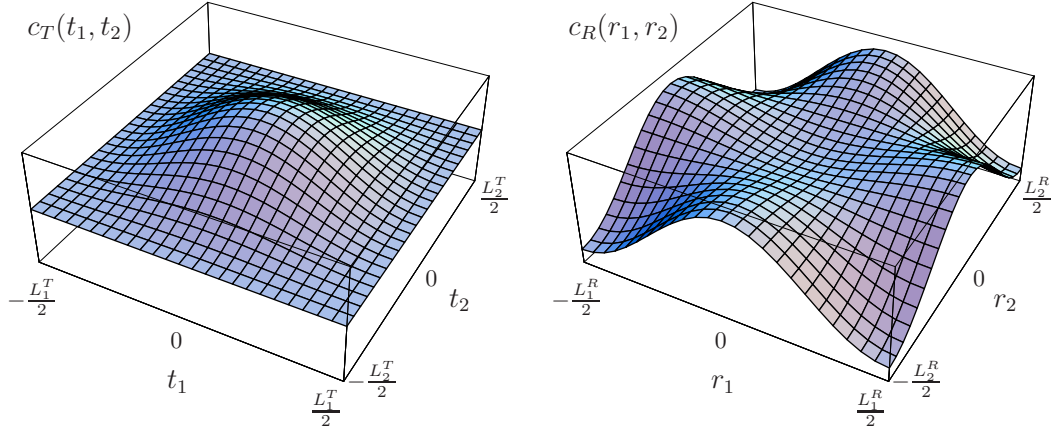 c_T(t_1, t_2)
L_2^T/2
0
t_2
-L_1^T/2
0
t_1
-L_2^T/2
L_1^T/2
c_R(r_1, r_2)
L_2^R/2
0
r_2
-L_1^R/2
0
r_1
-L_2^R/2
L_1^R/2